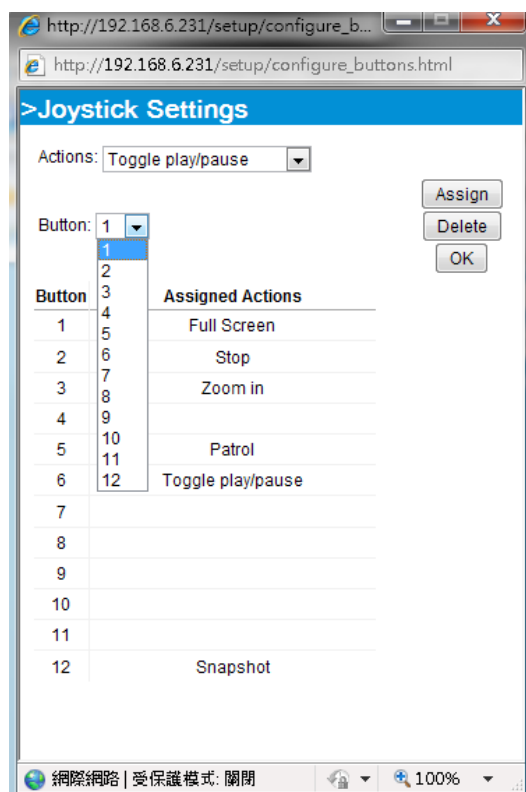 http://192.168.6.231/setup/configure_b...
http://192.168.6.231/setup/configure_buttons.html
>Joystick Settings
Actions: Toggle play/pause
Assign
Button: 1
Delete
OK
1
2
3
4
5
6
7
8
9
10
11
12
Button Assigned Actions
1 Full Screen
2 Stop
3 Zoom in
4
5 Patrol
6 Toggle play/pause
7
8
9
10
11
12 Snapshot
網際網路 | 受保護模式: 關閉 100%